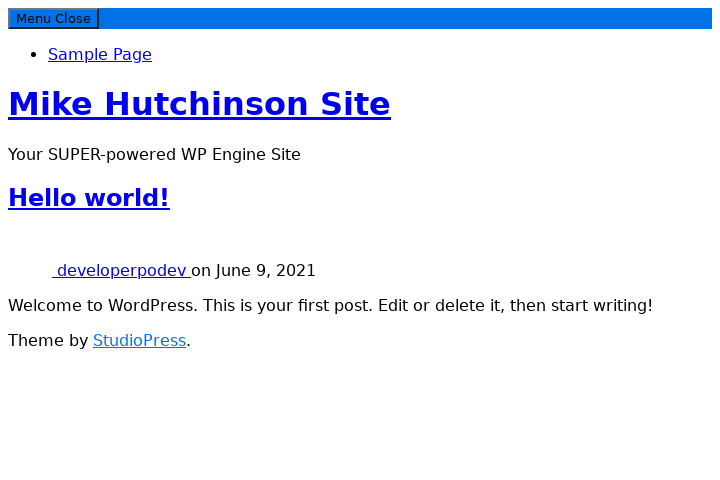 Menu Close
Sample Page
Mike Hutchinson Site
Your SUPER-powered WP Engine Site
Hello world!
developerpodev on June 9, 2021
Welcome to WordPress. This is your first post. Edit or delete it, then start writing!
Theme by StudioPress.